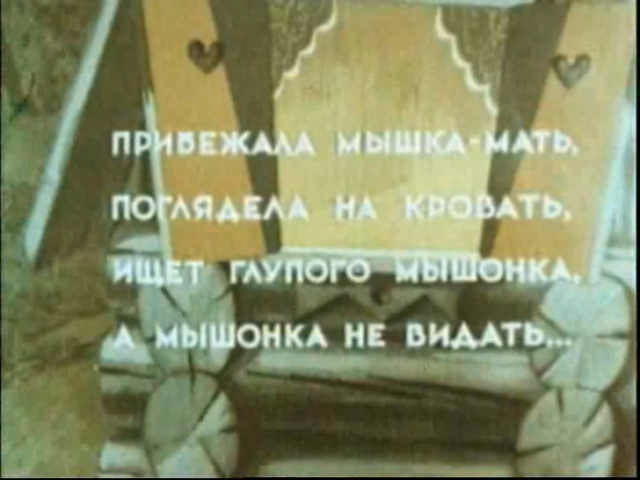 ПРИБЕЖАЛА МЫШКА-МАТЬ,
ПОГЛЯДЕЛА НА КРОВАТЬ,
ИЩЕТ ГЛУПОГО МЫШОНКА,
А МЫШОНКА НЕ ВИДАТЬ...